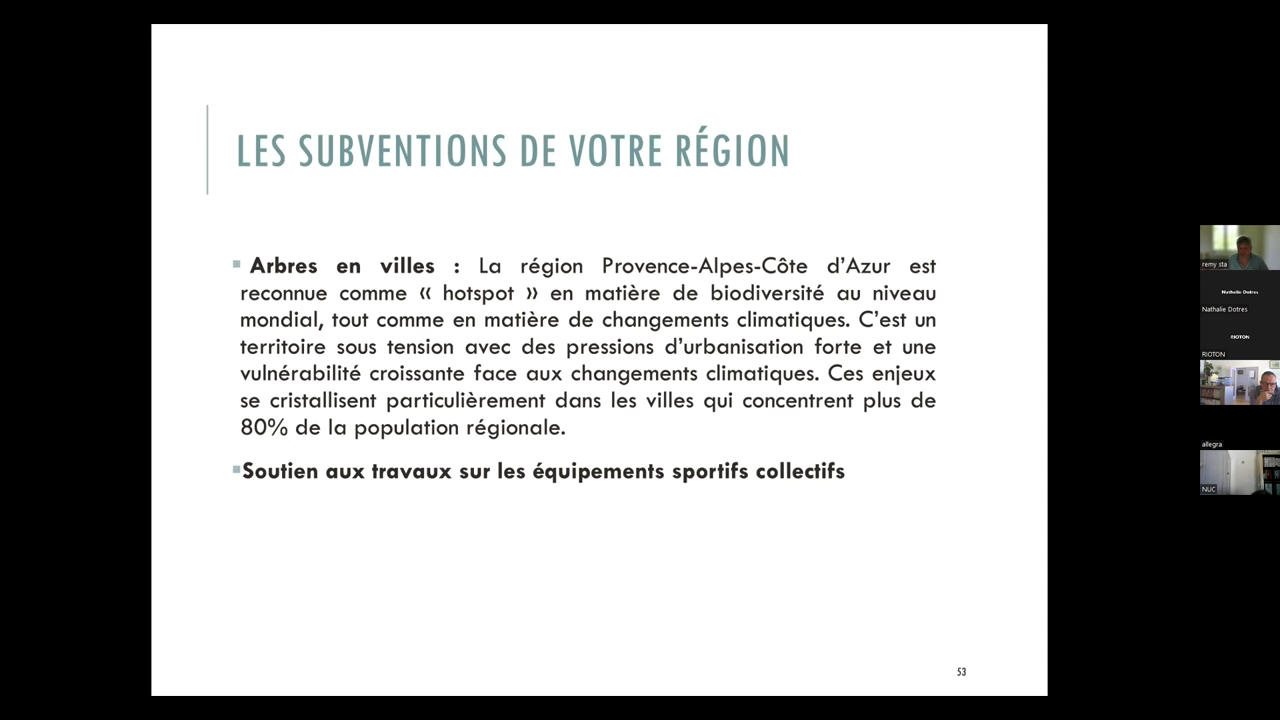 LES SUBVENTIONS DE VOTRE RÉGION
▪ Arbres en villes : La région Provence-Alpes-Côte d’Azur est
reconnue comme « hotspot » en matière de biodiversité au niveau
mondial, tout comme en matière de changements climatiques. C’est un
territoire sous tension avec des pressions d’urbanisation forte et une
vulnérabilité croissante face aux changements climatiques. Ces enjeux
se cristallisent particulièrement dans les villes qui concentrent plus de
80% de la population régionale.
▪Soutien aux travaux sur les équipements sportifs collectifs
53
remy sta
Nathalie Dotres
Nathalie Dotres
RIOTON
RIOTON
allegra
NUC